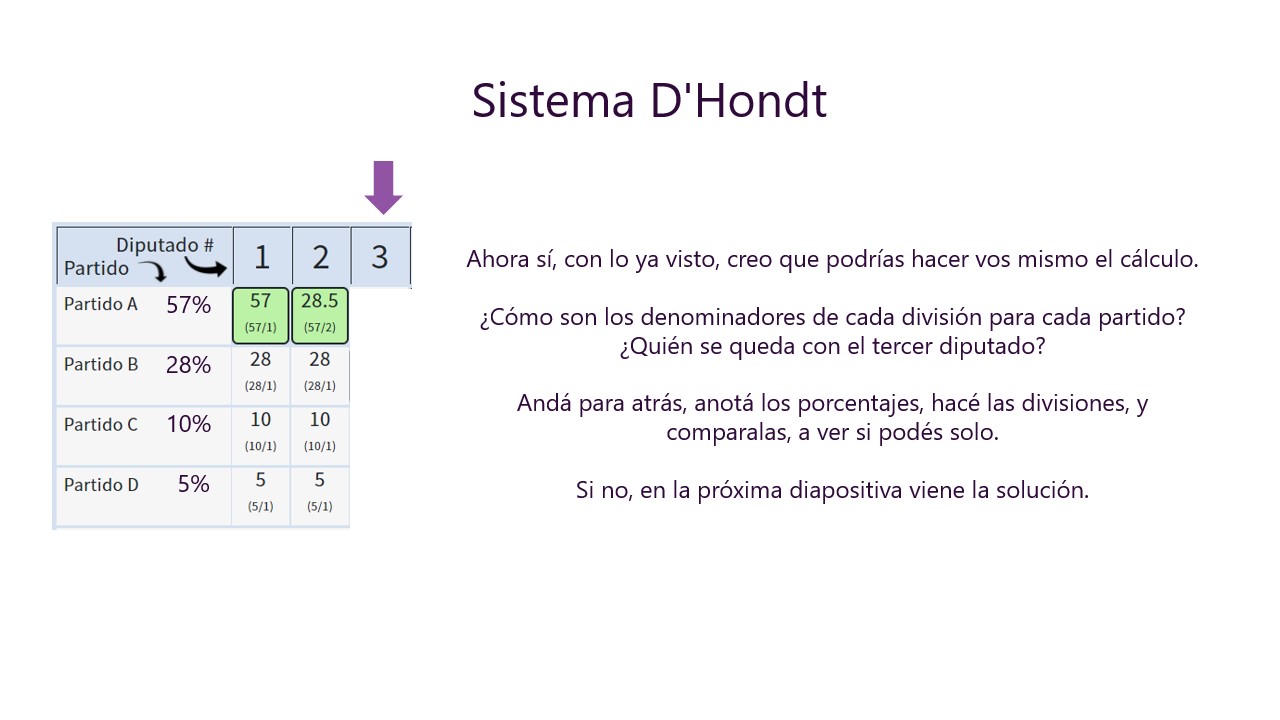 Sistema D'Hondt
Diputado # 1 2 3
Partido
Partido A 57% 57 28.5
(57/1) (57/2)
Partido B 28% 28 28
(28/1) (28/1)
Partido C 10% 10 10
(10/1) (10/1)
Partido D 5% 5 5
(5/1) (5/1)
Ahora sí, con lo ya visto, creo que podrías hacer vos mismo el cálculo.
¿Cómo son los denominadores de cada división para cada partido?
¿Quién se queda con el tercer diputado?
Andá para atrás, anotá los porcentajes, hacé las divisiones, y
comparalas, a ver si podés solo.
Si no, en la próxima diapositiva viene la solución.